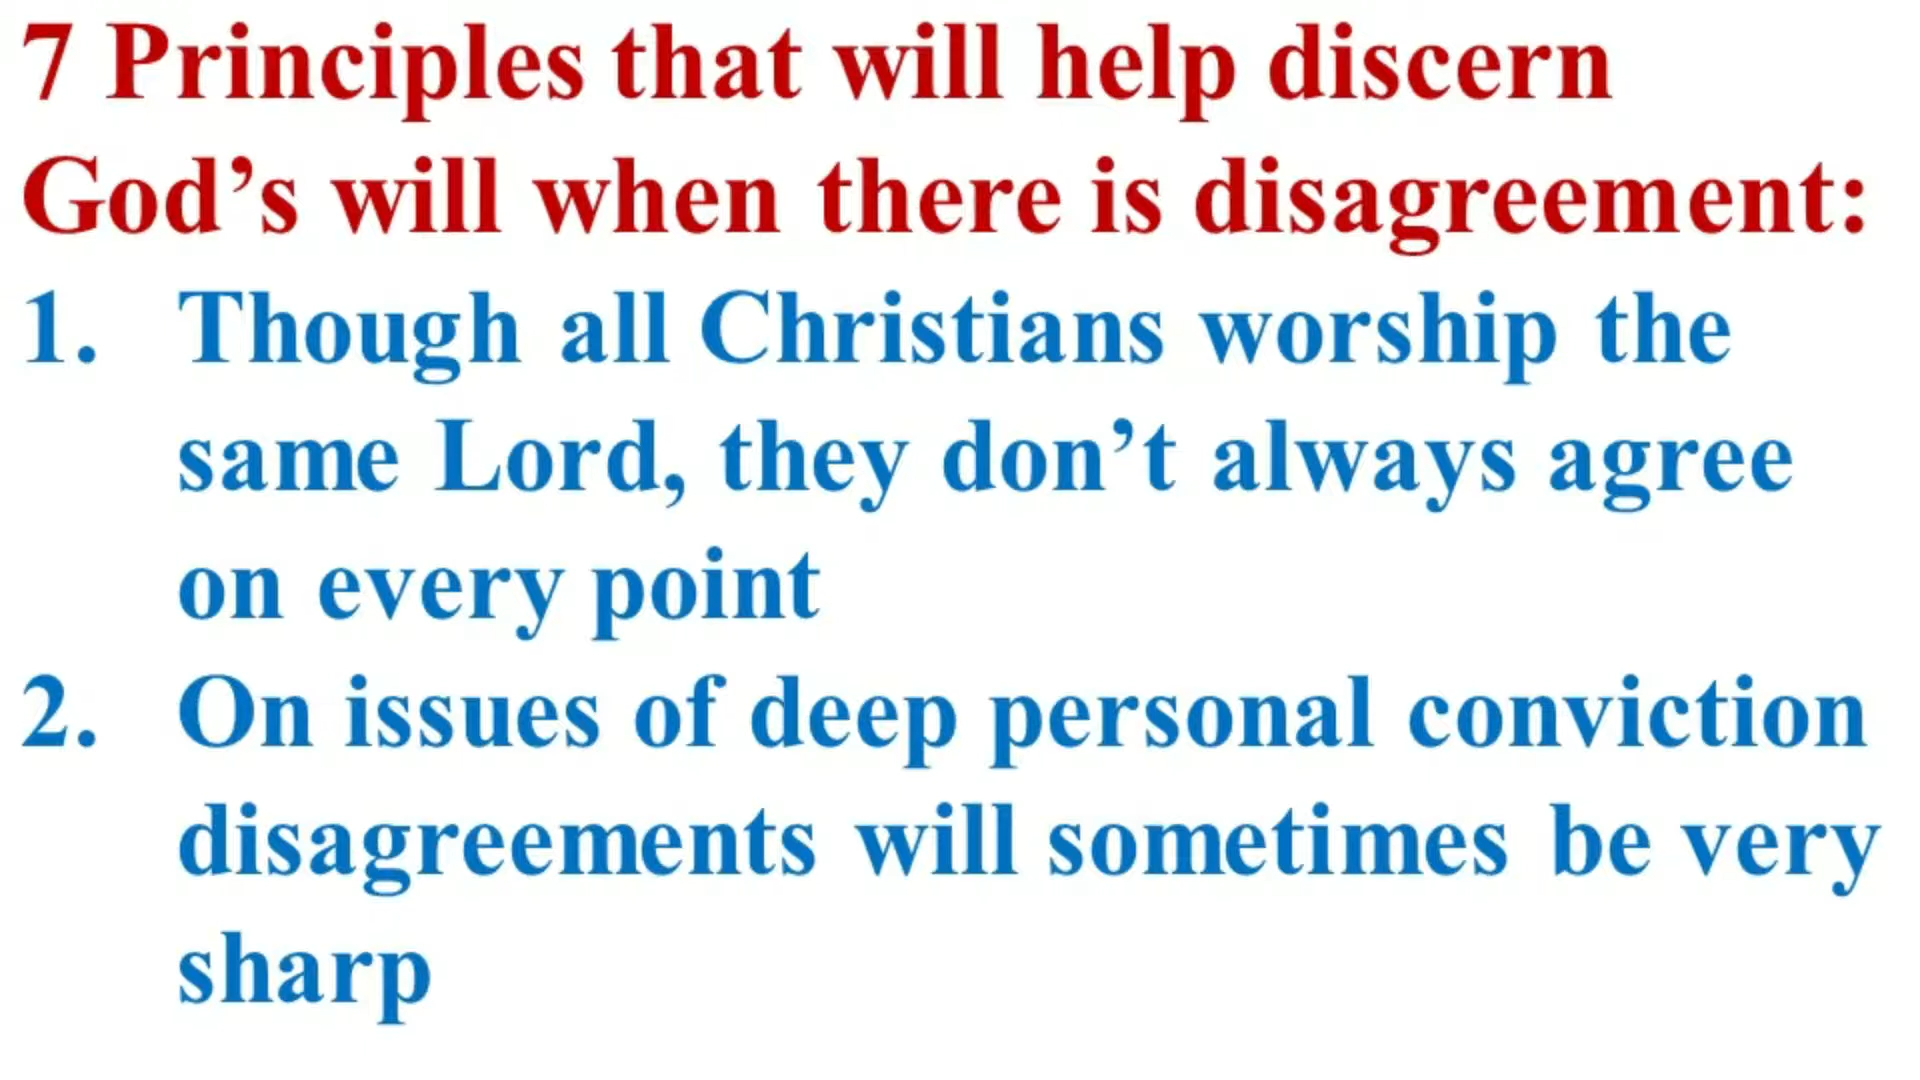 7 Principles that will help discern
God’s will when there is disagreement:
1. Though all Christians worship the
same Lord, they don’t always agree
on every point
2. On issues of deep personal conviction
disagreements will sometimes be very
sharp